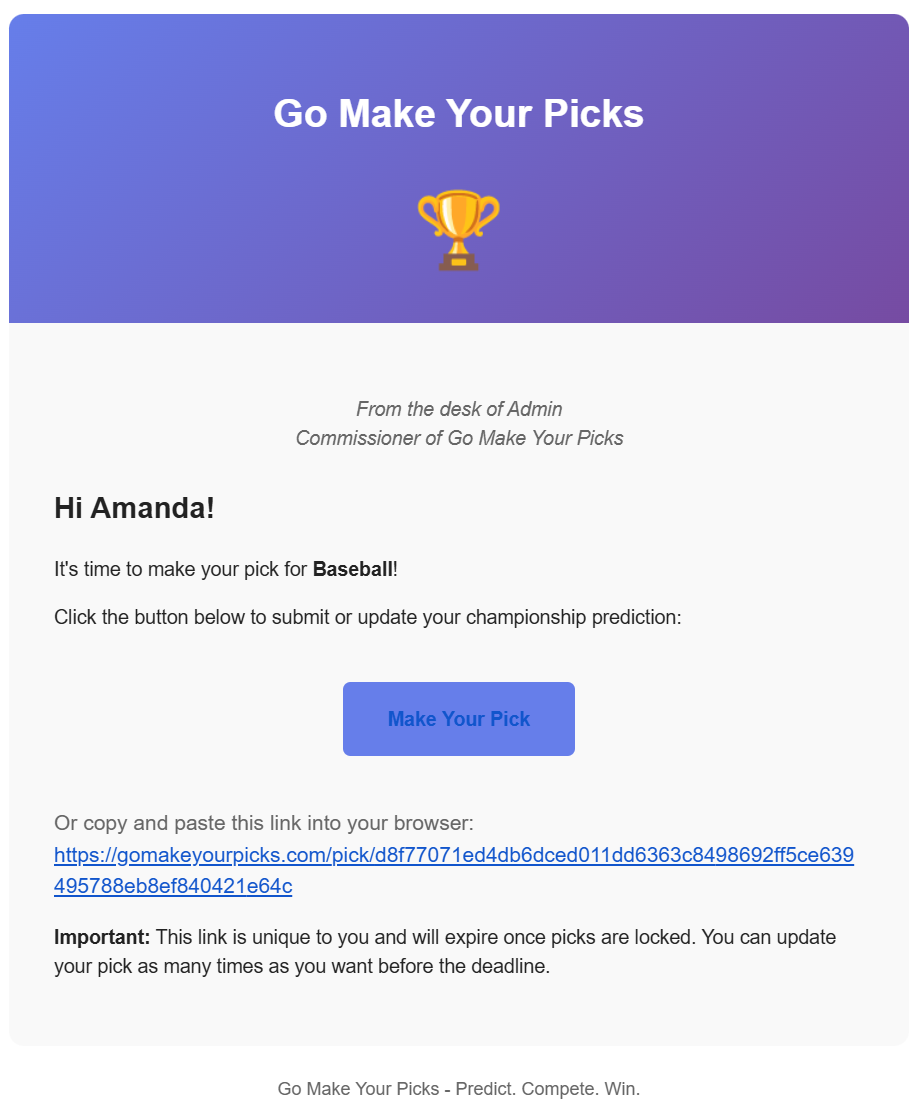 Go Make Your Picks
From the desk of Admin
Commissioner of Go Make Your Picks
Hi Amanda!
It's time to make your pick for Baseball!
Click the button below to submit or update your championship prediction:
Make Your Pick
Or copy and paste this link into your browser:
https://gomakeyourpicks.com/pick/d8f77071ed4db6dced011dd6363c8498692ff5ce639
495788eb8ef840421e64c
Important: This link is unique to you and will expire once picks are locked. You can update
your pick as many times as you want before the deadline.
Go Make Your Picks - Predict. Compete. Win.